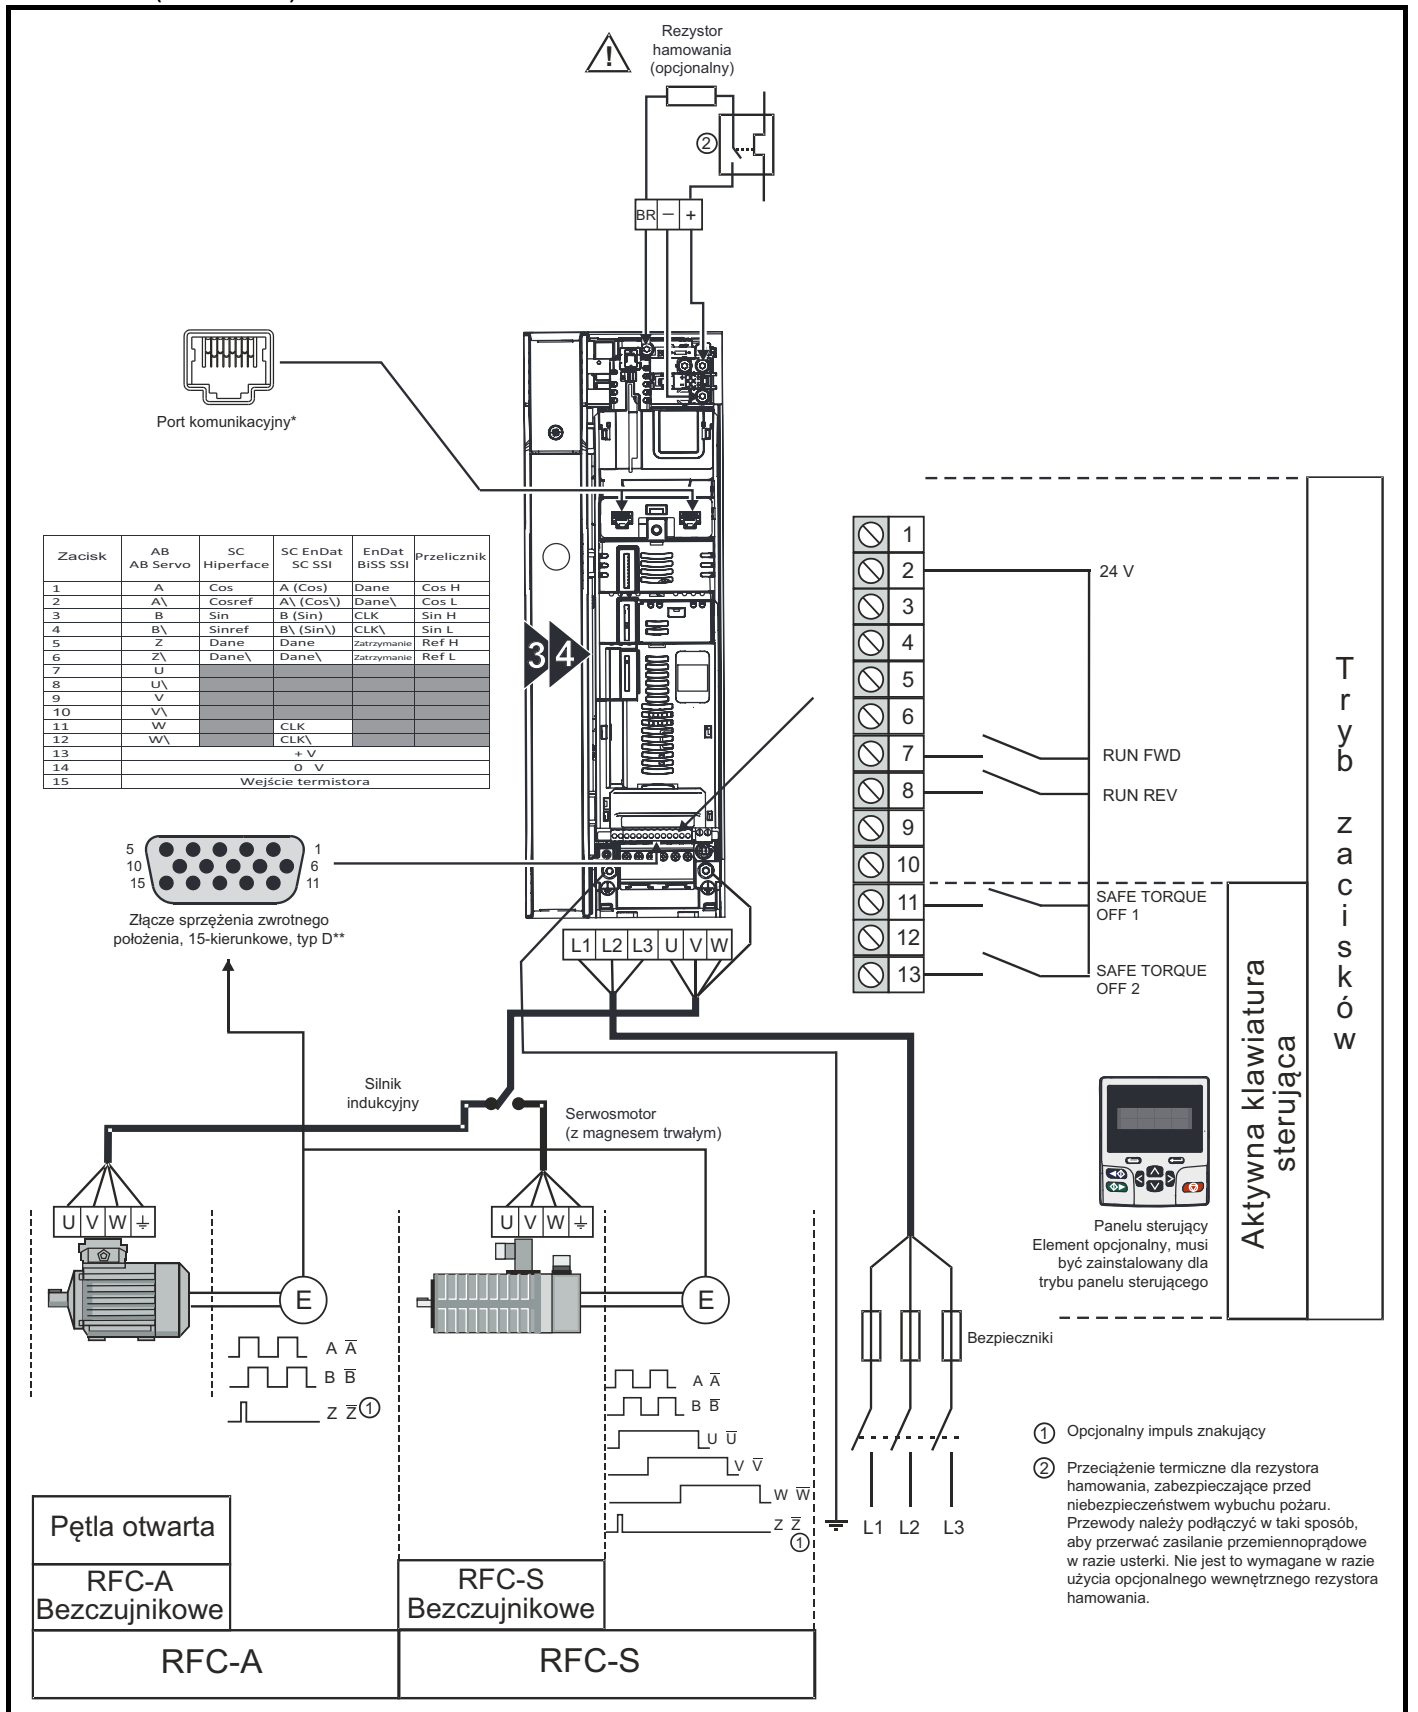 Rezystor
hamowania
(opcjonalny)
!
2
BR − +
Port komunikacyjny*
Zacisk
AB
AB Servo
SC
Hiperface
SC EnDat
SC SSI
EnDat
BiSS SSI
Przelicznik
1 A Cos A (Cos) Dane Cos H
2 A\ Cosref A\ (Cos\) Dane\ Cos L
3 B Sin B (Sin) CLK Sin H
4 B\ Sinref B\ (Sin\) CLK\ Sin L
5 Z Dane Dane Zatrzymanie Ref H
6 Z\ Dane\ Dane\ Zatrzymanie Ref L
7 U
8 U\
9 V
10 V\
11 W CLK
12 W\ CLK\
13 + V
14 0 V
15 Wejście termistora
3 4
5 1
10 6
15 11
Złącze sprzężenia zwrotnego
położenia, 15-kierunkowe, typ D**
L1 L2 L3 U V W
1
2 24 V
3
4
5
6
7 RUN FWD
8 RUN REV
9
10
11 SAFE TORQUE
OFF 1
12
13 SAFE TORQUE
OFF 2
Tryb zacisków
Aktywna klawiatura
sterująca
Silnik
indukcyjny
Serwosmotor
(z magnesem trwałym)
U V W
U V W
E
E
Panelu sterujący
Element opcjonalny, musi
być zainstalowany dla
trybu panelu sterującego
Bezpieczniki
A A̅
B B̅
Z Z̅ 1
A A̅
B B̅
U U̅
V V̅
W W̅
Z Z̅
1
L1 L2 L3
1 Opcjonalny impuls znakujący
2 Przeciążenie termiczne dla rezystora
hamowania, zabezpieczające przed
niebezpieczeństwem wybuchu pożaru.
Przewody należy podłączyć w taki sposób,
aby przerwać zasilanie przemiennoprądowe
w razie usterki. Nie jest to wymagane w razie
użycia opcjonalnego wewnętrznego rezystora
hamowania.
Pętla otwarta
RFC-A
Bezczujnikowe
RFC-S
Bezczujnikowe
RFC-A
RFC-S